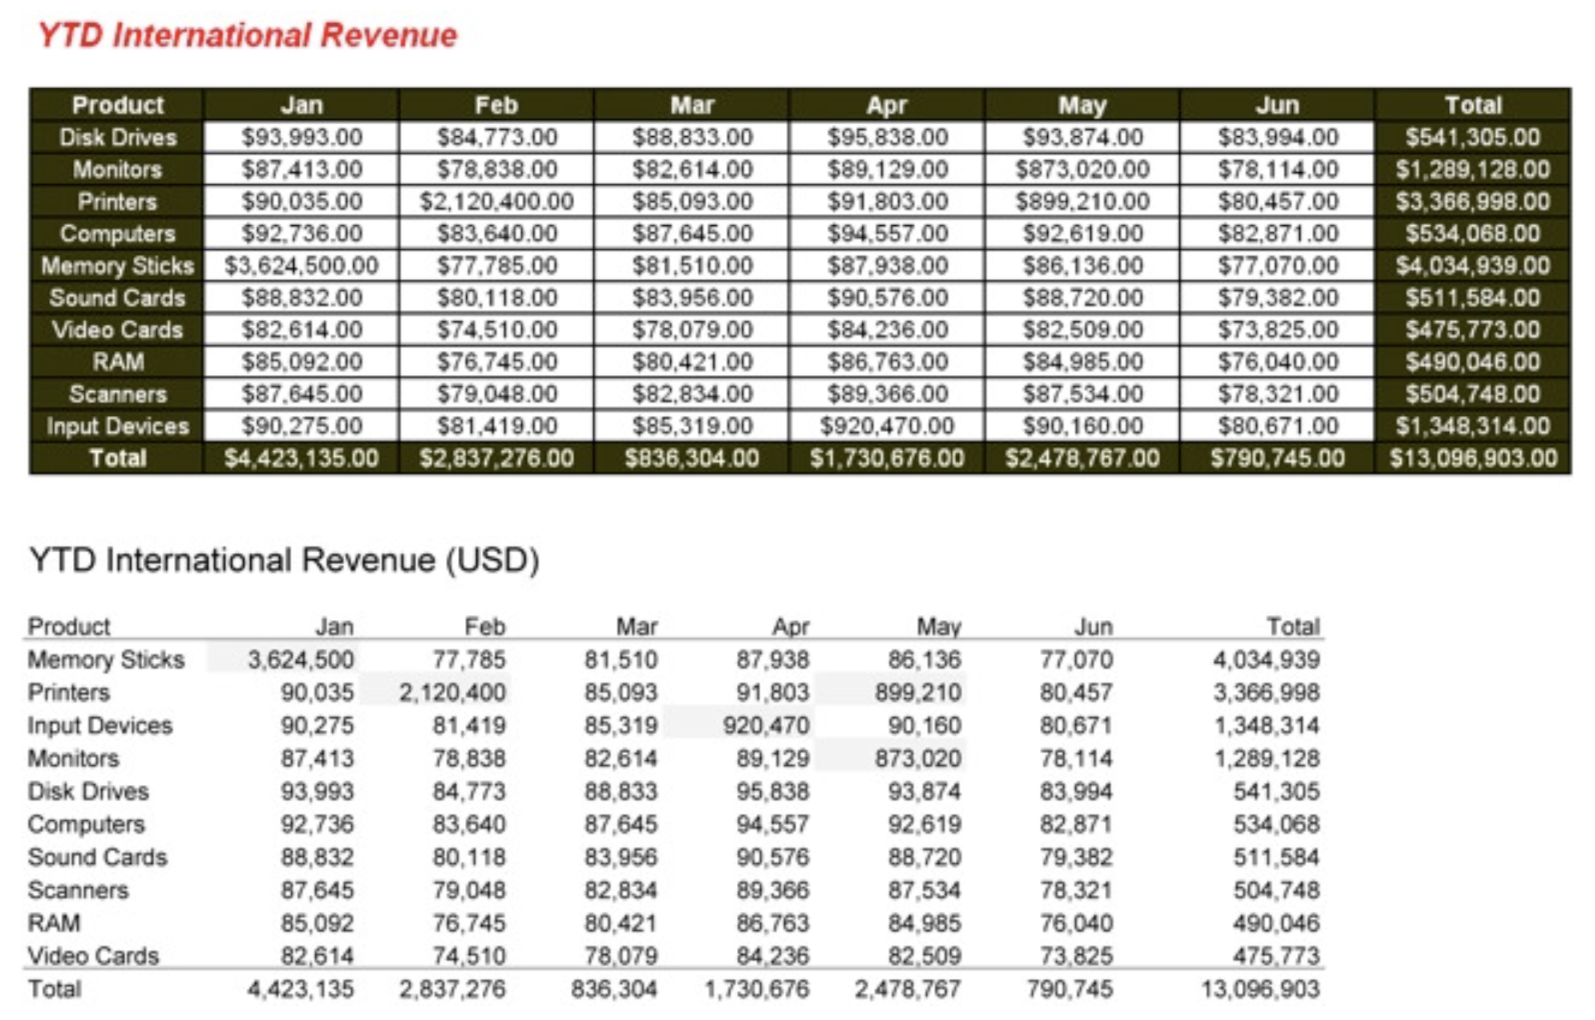 YTD International Revenue
Product Jan Feb Mar Apr May Jun Total
Disk Drives $93,993.00 $84,773.00 $88,833.00 $95,838.00 $93,874.00 $83,994.00 $541,305.00
Monitors $87,413.00 $78,838.00 $82,614.00 $89,129.00 $873,020.00 $78,114.00 $1,289,128.00
Printers $90,035.00 $2,120,400.00 $85,093.00 $91,803.00 $899,210.00 $80,457.00 $3,366,998.00
Computers $92,736.00 $83,640.00 $87,645.00 $94,557.00 $92,619.00 $82,871.00 $534,068.00
Memory Sticks $3,624,500.00 $77,785.00 $81,510.00 $87,938.00 $86,136.00 $77,070.00 $4,034,939.00
Sound Cards $88,832.00 $80,118.00 $83,956.00 $90,576.00 $88,720.00 $79,382.00 $511,584.00
Video Cards $82,614.00 $74,510.00 $78,079.00 $84,236.00 $82,509.00 $73,825.00 $475,773.00
RAM $85,092.00 $76,745.00 $80,421.00 $86,763.00 $84,985.00 $76,040.00 $490,046.00
Scanners $87,645.00 $79,048.00 $82,834.00 $89,366.00 $87,534.00 $78,321.00 $504,748.00
Input Devices $90,275.00 $81,419.00 $85,319.00 $920,470.00 $90,160.00 $80,671.00 $1,348,314.00
Total $4,423,135.00 $2,837,276.00 $836,304.00 $1,730,676.00 $2,478,767.00 $790,745.00 $13,096,903.00
YTD International Revenue (USD)
Product Jan Feb Mar Apr May Jun Total
Memory Sticks 3,624,500 77,785 81,510 87,938 86,136 77,070 4,034,939
Printers 90,035 2,120,400 85,093 91,803 899,210 80,457 3,366,998
Input Devices 90,275 81,419 85,319 920,470 90,160 80,671 1,348,314
Monitors 87,413 78,838 82,614 89,129 873,020 78,114 1,289,128
Disk Drives 93,993 84,773 88,833 95,838 93,874 83,994 541,305
Computers 92,736 83,640 87,645 94,557 92,619 82,871 534,068
Sound Cards 88,832 80,118 83,956 90,576 88,720 79,382 511,584
Scanners 87,645 79,048 82,834 89,366 87,534 78,321 504,748
RAM 85,092 76,745 80,421 86,763 84,985 76,040 490,046
Video Cards 82,614 74,510 78,079 84,236 82,509 73,825 475,773
Total 4,423,135 2,837,276 836,304 1,730,676 2,478,767 790,745 13,096,903